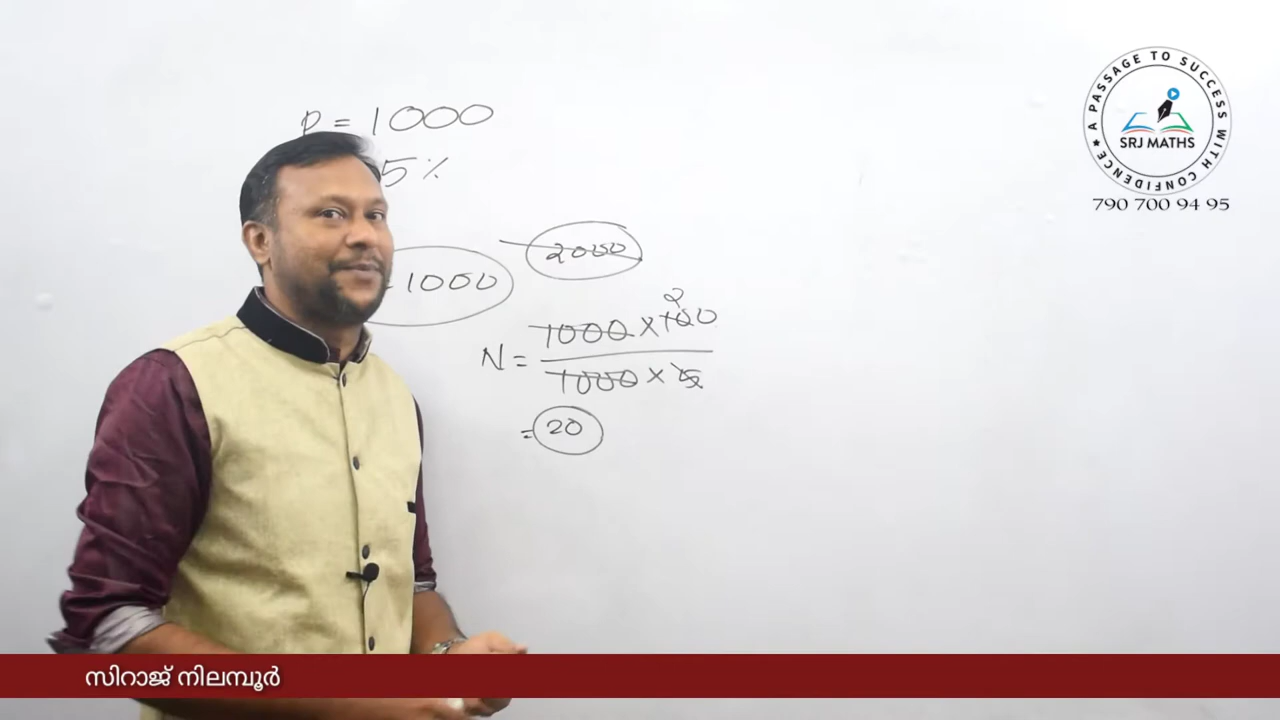 P = 1000
5%
1000
2000
N = 1000 x 100
1000 x 5
= 20
A PASSAGE TO SUCCESS WITH CONFIDENCE
SRJ MATHS
790 700 94 95
സിറാജ് നിലമ്പൂർ